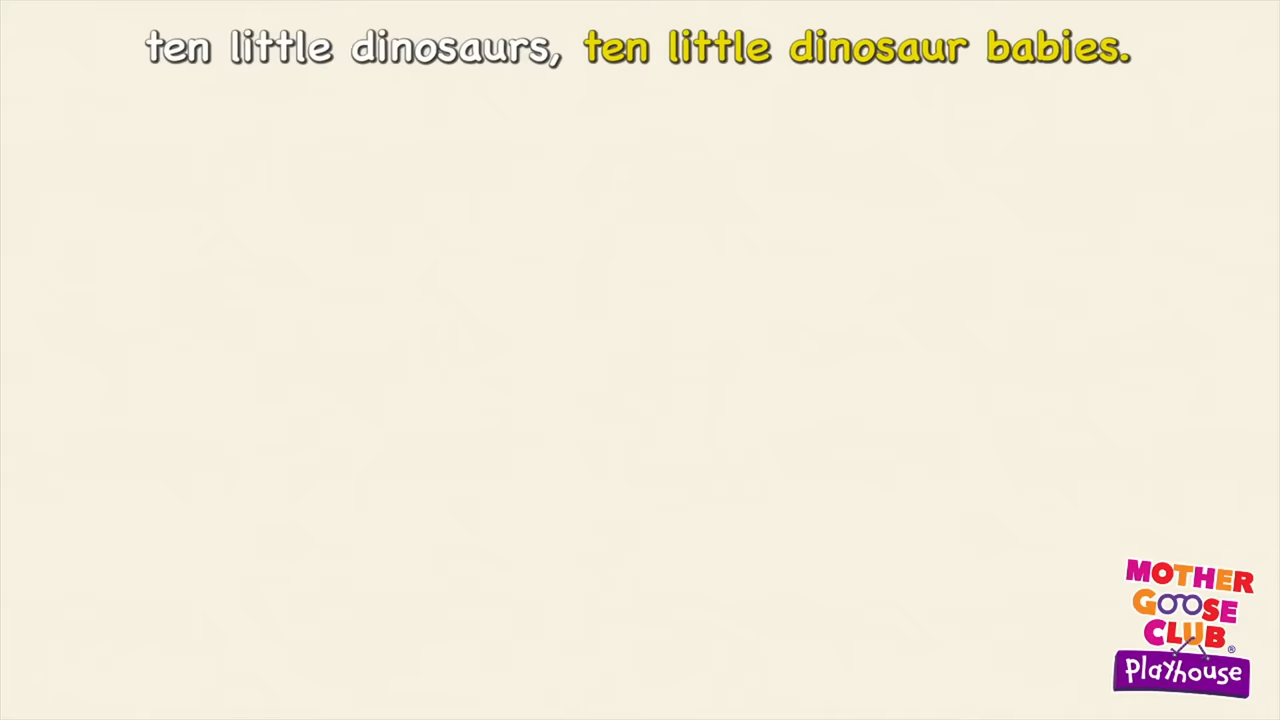 ten little dinosaurs, ten little dinosaur babies.
MOTHER
GOOSE
CLUB®
Playhouse